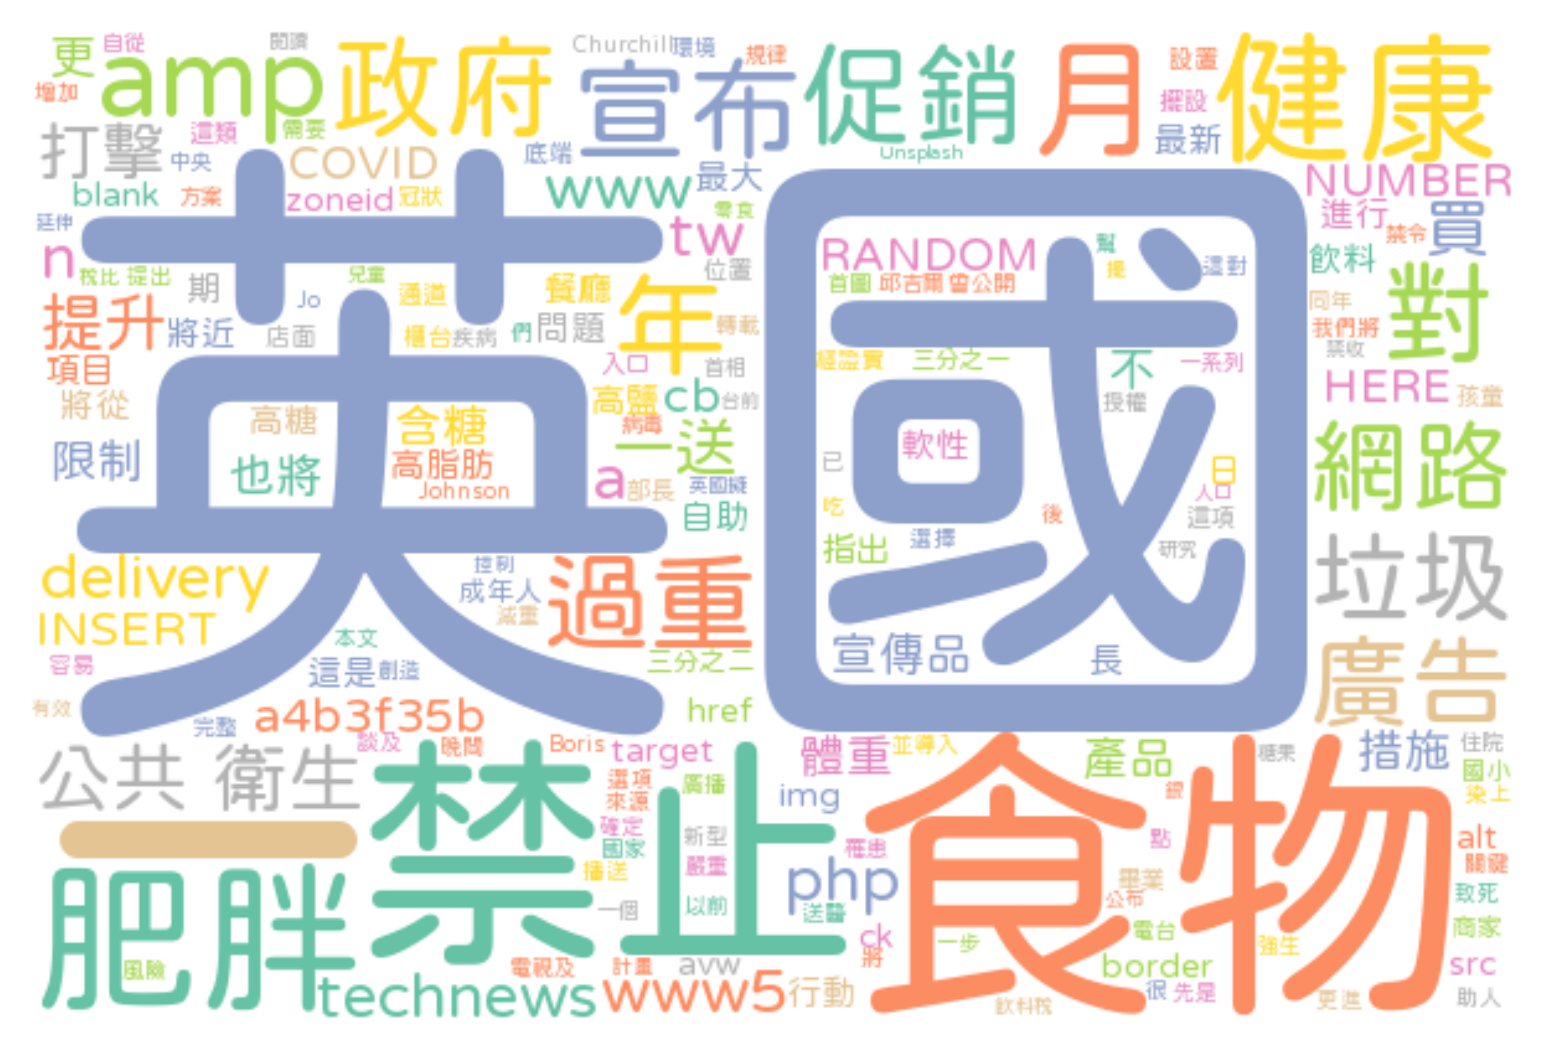 更
自從
閱讀
Churchill
環境
規律
設置
增加
amp
政府
宣布
促銷
月
擺設
健康
打擊
這類
需要
中央
COVID
底端
最大
Unsplash
最新
blank
方案
zoneid
冠狀
www
零食
NUMBER
延伸
n
tw
RANDOM
幫
這對
進行
禁令
買
提出
兒童
位置
首圖
邱吉爾
曾公開
擾
飲料
期
Jo
通道
餐廳
年
同年
對
提升
將近
店面
櫃台
疾病
們
問題
轉載
我們將
禁收
項目
入口
首相
經證實
三分之一
不
一系列
將從
高鹽
cb
台前
授權
HERE
孩童
高糖
含糖
病毒
一送
軟性
網路
限制
也將
高脂肪
Johnson
a
部長
英國擬
已
日
人口
自助
吃
後
這項
英國
指出
選擇
研究
delivery
控制
成年人
過重
垃圾
INSERT
減重
本文
三分之二
宣傳品
長
廣告
容易
這是
創造
有效
完整
a4b3f35b
href
公共
衛生
談及
晚間
Boris
target
體重
並導入
產品
糖果
措施
住院
選項
來源
廣播
img
國小
染上
一
禁止
確定
國家
新型
嚴重
罹患
食物
點
alt
關鍵
播送
php
畢業
公布
致死
肥胖
一個
以前
送醫
ck
一步
電台
強生
商家
風險
電視及
計畫
avw
將
border
src
technews
www5
行動
飲料稅
很
先是
更進
助人